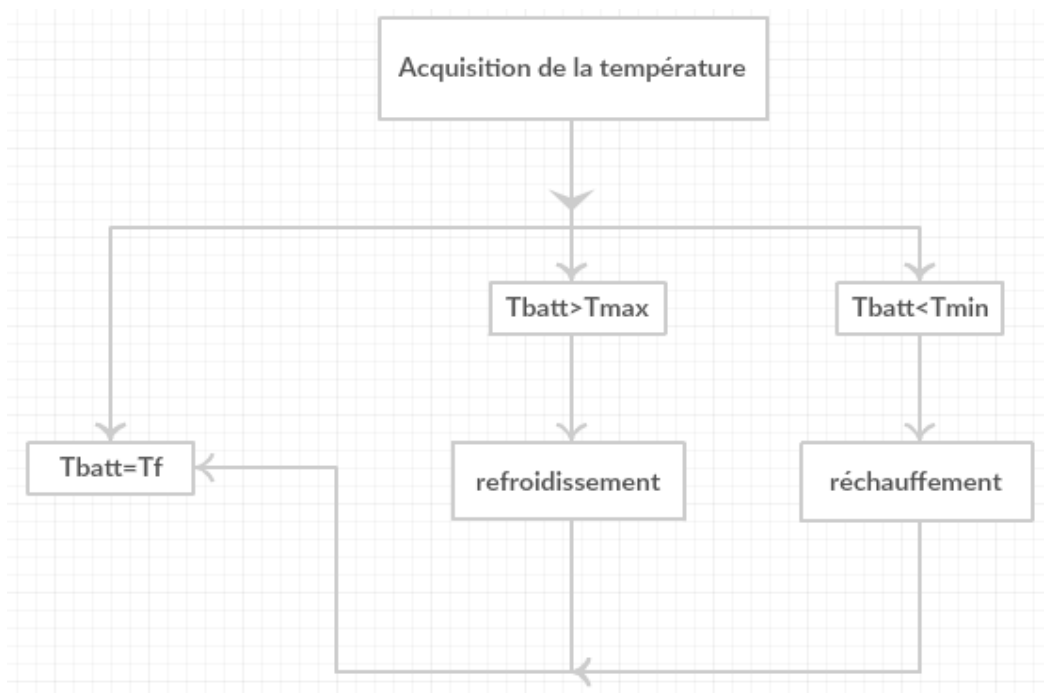 Acquisition de la température
Tbatt>Tmax
Tbatt<Tmin
Tbatt=Tf
refroidissement
réchauffement